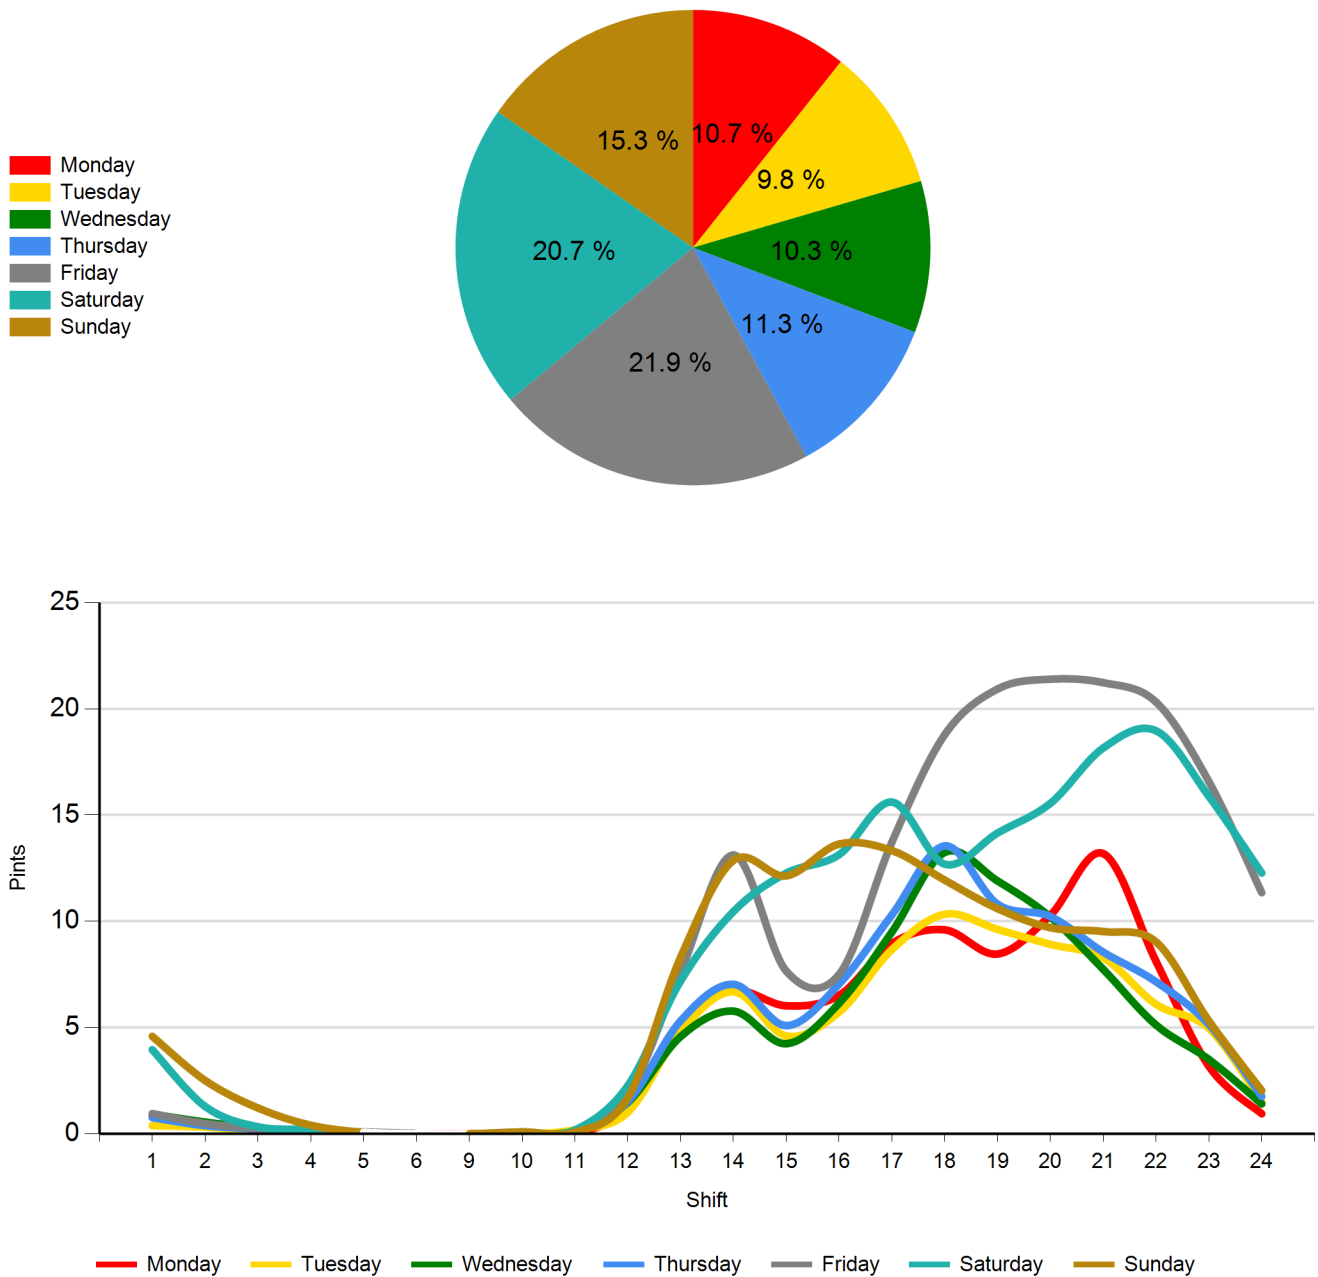 10.7 %
9.8 %
10.3 %
11.3 %
21.9 %
20.7 %
15.3 %
Monday
Tuesday
Wednesday
Thursday
Friday
Saturday
Sunday
25
20
15
10
5
0
Pints
1 2 3 4 5 6 9 10 11 12 13 14 15 16 17 18 19 20 21 22 23 24
Shift
Monday Tuesday Wednesday Thursday Friday Saturday Sunday